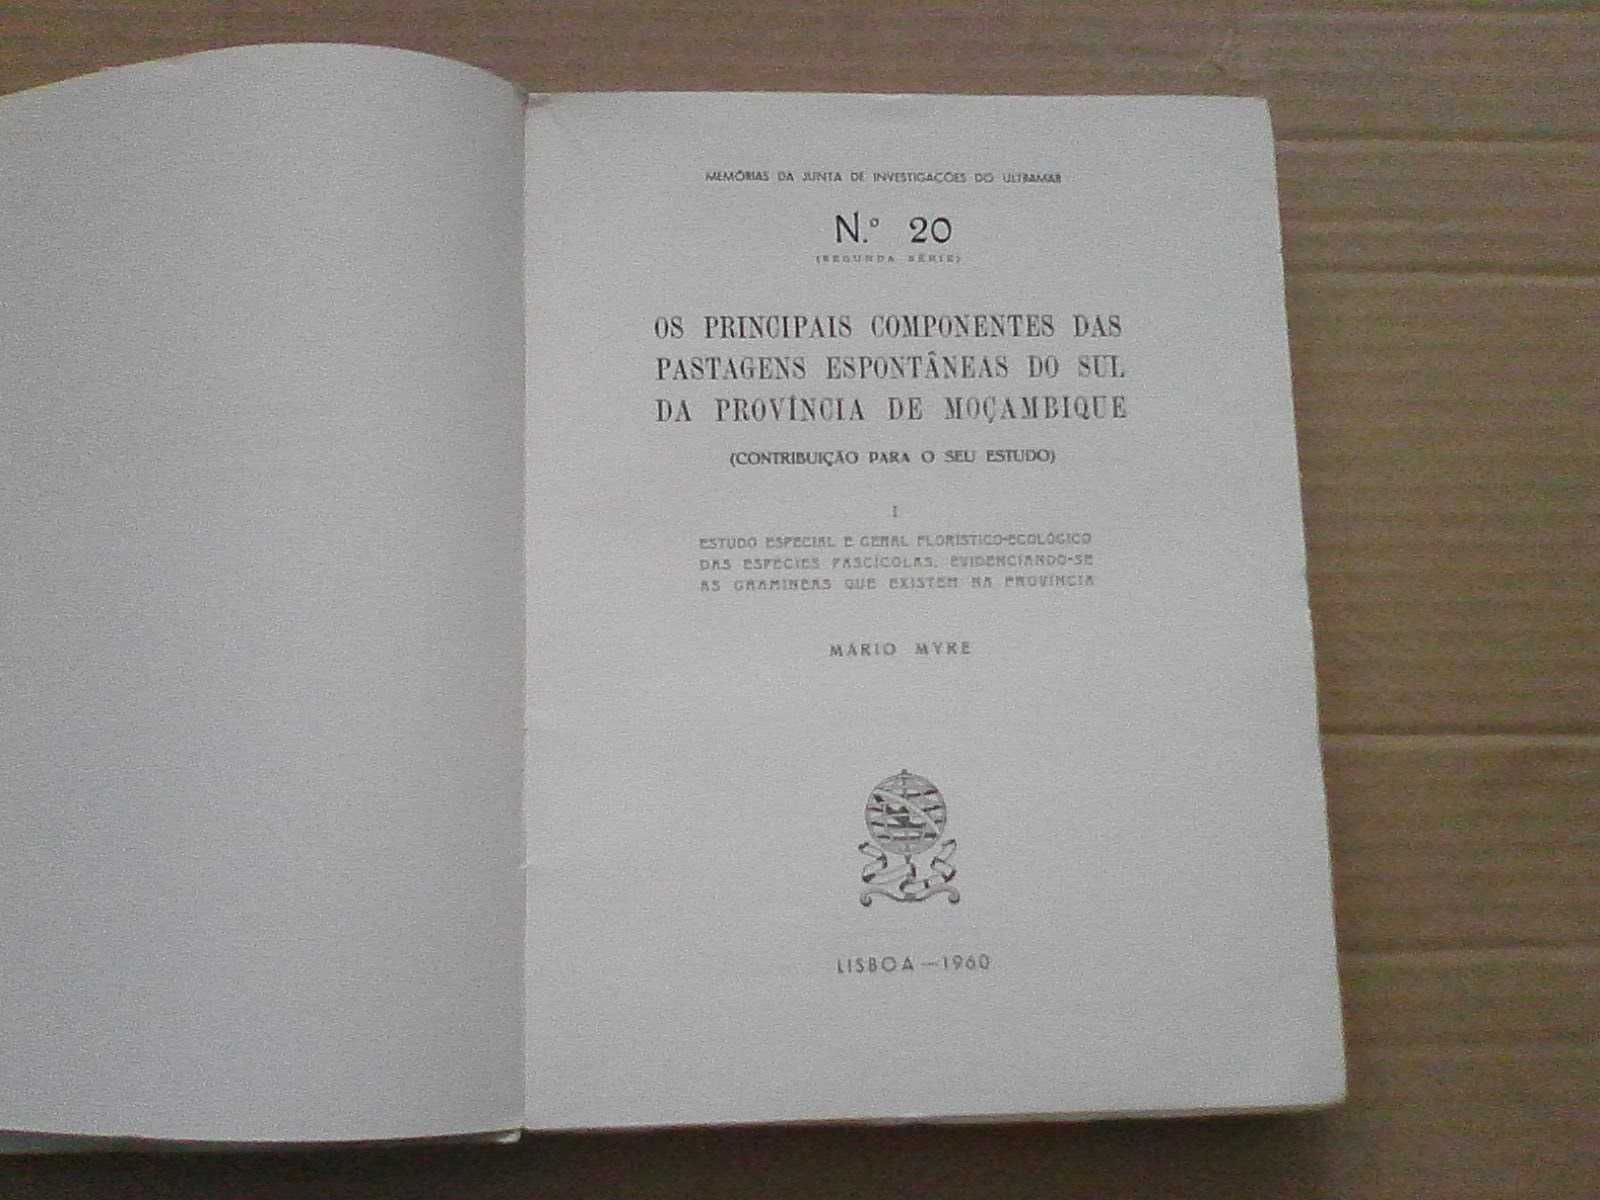 MEMÓRIAS DA JUNTA DE INVESTIGAÇÕES DO ULTRAMAR
N.º 20
(SEGUNDA SÉRIE)
OS PRINCIPAIS COMPONENTES DAS
PASTAGENS ESPONTÂNEAS DO SUL
DA PROVÍNCIA DE MOÇAMBIQUE
(CONTRIBUIÇÃO PARA O SEU ESTUDO)
I
ESTUDO ESPECIAL E GERAL FLORÍSTICO-ECOLÓGICO
DAS ESPÉCIES PASCÍCOLAS, EVIDENCIANDO-SE
AS GRAMÍNEAS QUE EXISTEM NA PROVÍNCIA
MÁRIO MYRE
LISBOA — 1960